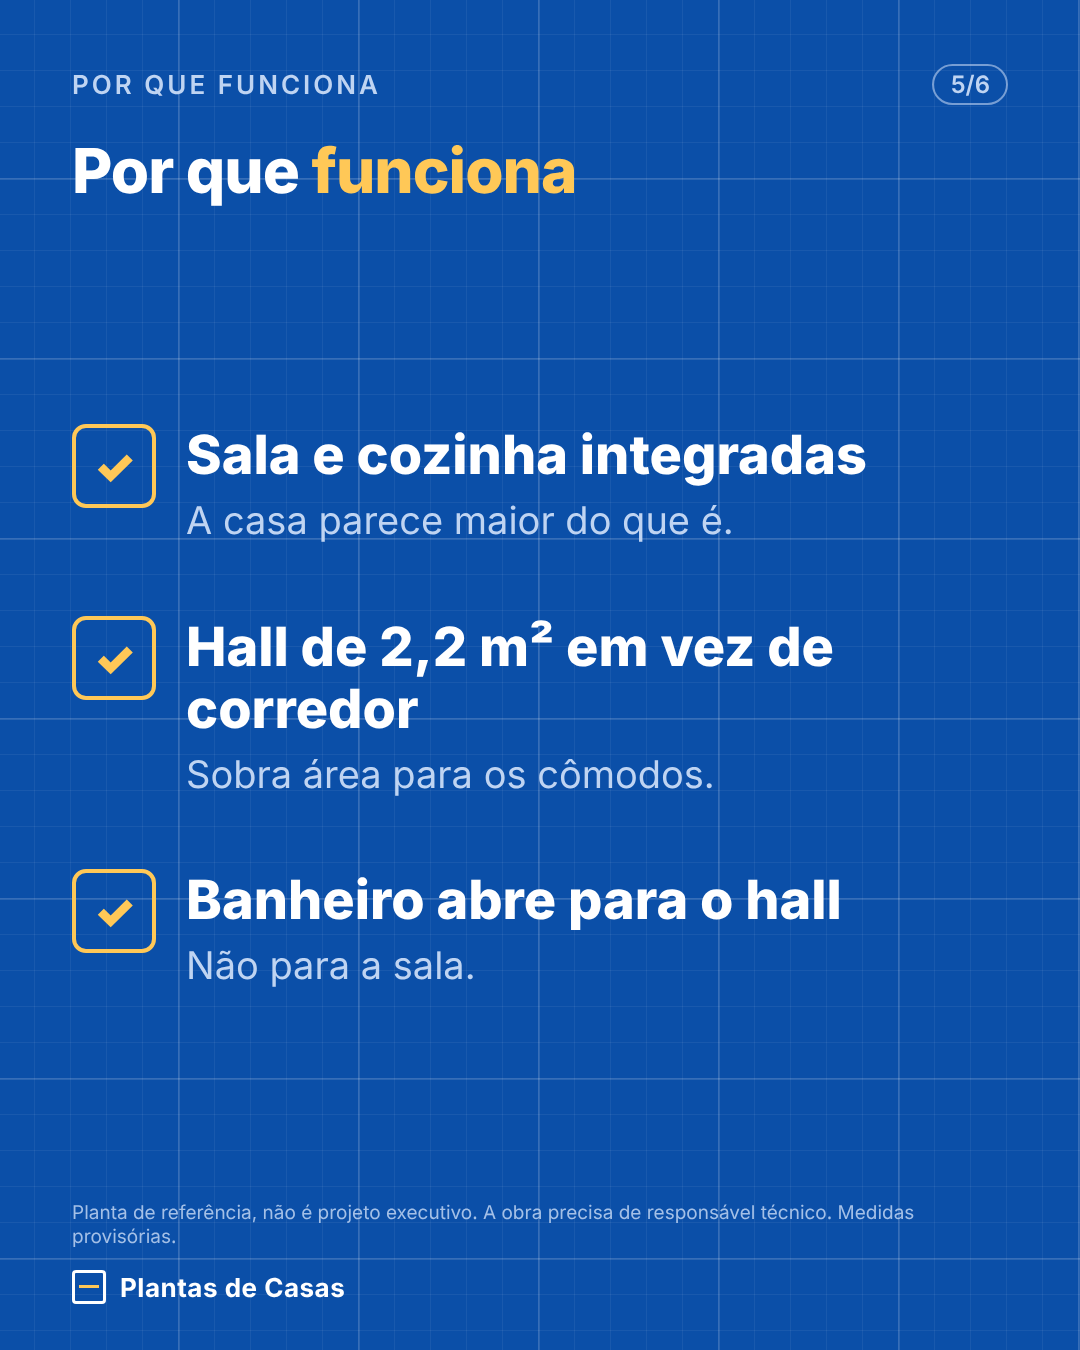 POR QUE FUNCIONA
5/6
Por que funciona
Sala e cozinha integradas
A casa parece maior do que é.
Hall de 2,2 m² em vez de
corredor
Sobra área para os cômodos.
Banheiro abre para o hall
Não para a sala.
Planta de referência, não é projeto executivo. A obra precisa de responsável técnico. Medidas
provisórias.
Plantas de Casas